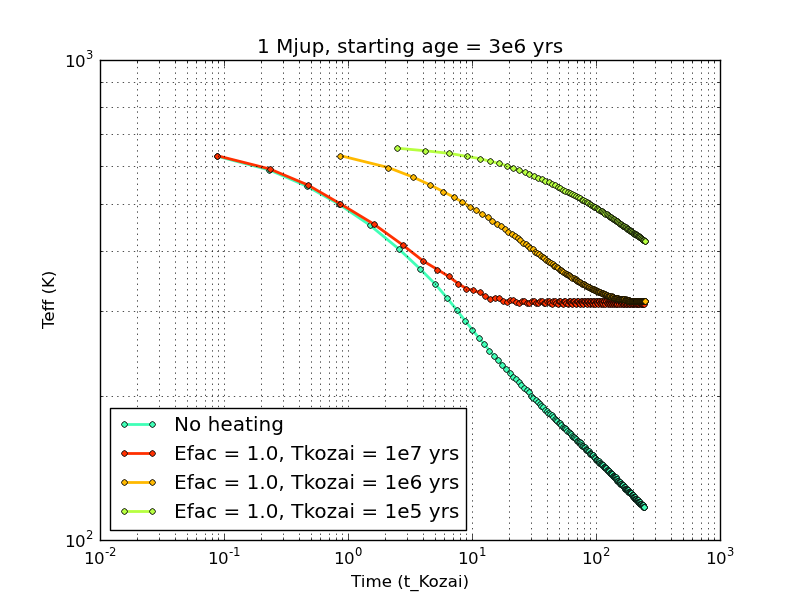 1 Mjup, starting age = 3e6 yrs
10^3
Teff (K)
No heating
Efac = 1.0, Tkozai = 1e7 yrs
Efac = 1.0, Tkozai = 1e6 yrs
Efac = 1.0, Tkozai = 1e5 yrs
10^2
10^-2 10^-1 10^0 10^1 10^2 10^3
Time (t_Kozai)